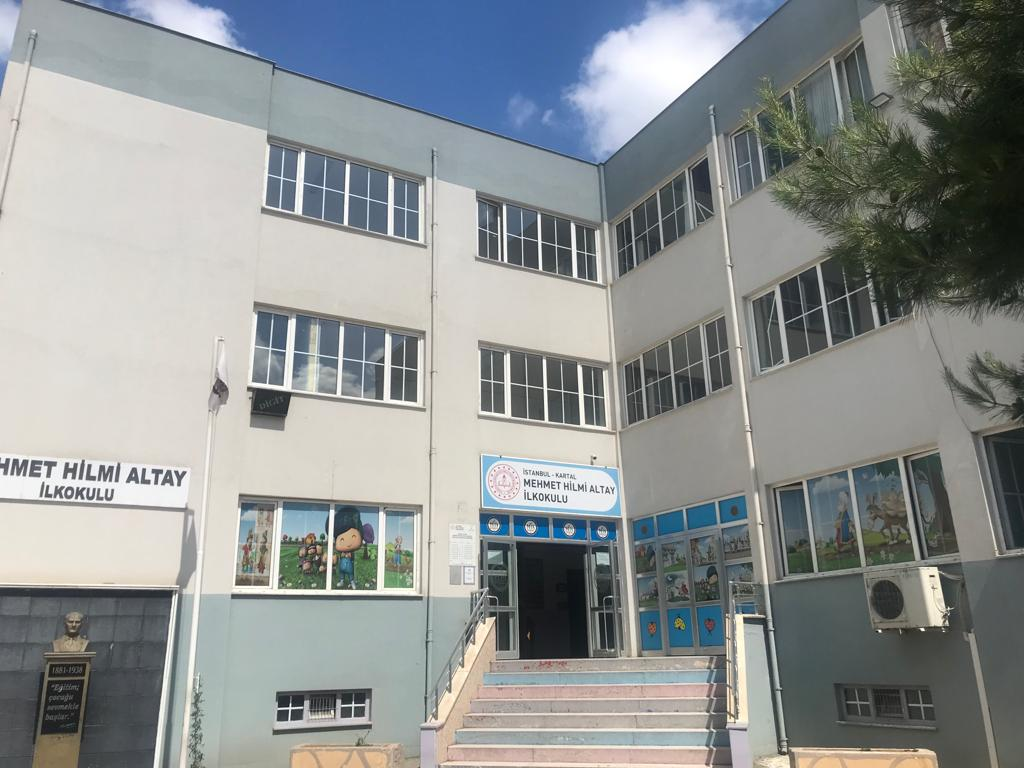 HMET HİLMİ ALTAY
İLKOKULU
İSTANBUL - KARTAL
MEHMET HİLMİ ALTAY
İLKOKULU
1881-1938
"Eğitim;
çocuğu
sevmekle
başlar."